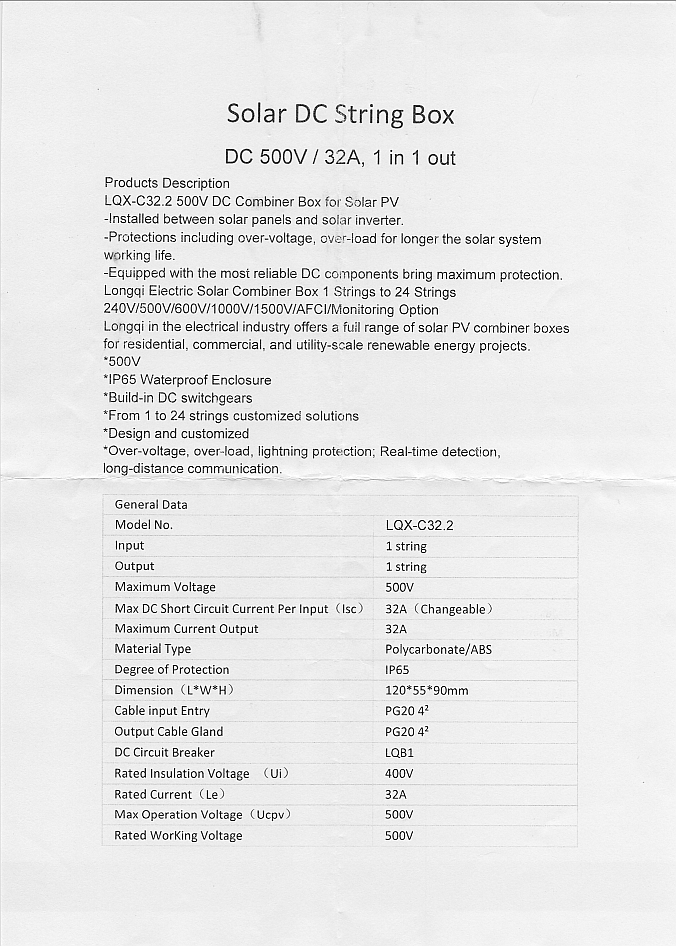 Solar DC String Box
DC 500V / 32A, 1 in 1 out
Products Description
LQX-C32.2 500V DC Combiner Box for Solar PV
-Installed between solar panels and solar inverter.
-Protections including over-voltage, over-load for longer the solar system
working life.
-Equipped with the most reliable DC components bring maximum protection.
Longqi Electric Solar Combiner Box 1 Strings to 24 Strings
240V/500V/600V/1000V/1500V/AFCI/Monitoring Option
Longqi in the electrical industry offers a full range of solar PV combiner boxes
for residential, commercial, and utility-scale renewable energy projects.
*500V
*IP65 Waterproof Enclosure
*Build-in DC switchgears
*From 1 to 24 strings customized solutions
*Design and customized
*Over-voltage, over-load, lightning protection; Real-time detection,
long-distance communication.
General Data
Model No. LQX-C32.2
Input 1 string
Output 1 string
Maximum Voltage 500V
Max DC Short Circuit Current Per Input（Isc） 32A（Changeable）
Maximum Current Output 32A
Material Type Polycarbonate/ABS
Degree of Protection IP65
Dimension（L*W*H） 120*55*90mm
Cable input Entry PG20 4²
Output Cable Gland PG20 4²
DC Circuit Breaker LQB1
Rated Insulation Voltage （Ui） 400V
Rated Current（Le） 32A
Max Operation Voltage（Ucpv） 500V
Rated WorKing Voltage 500V